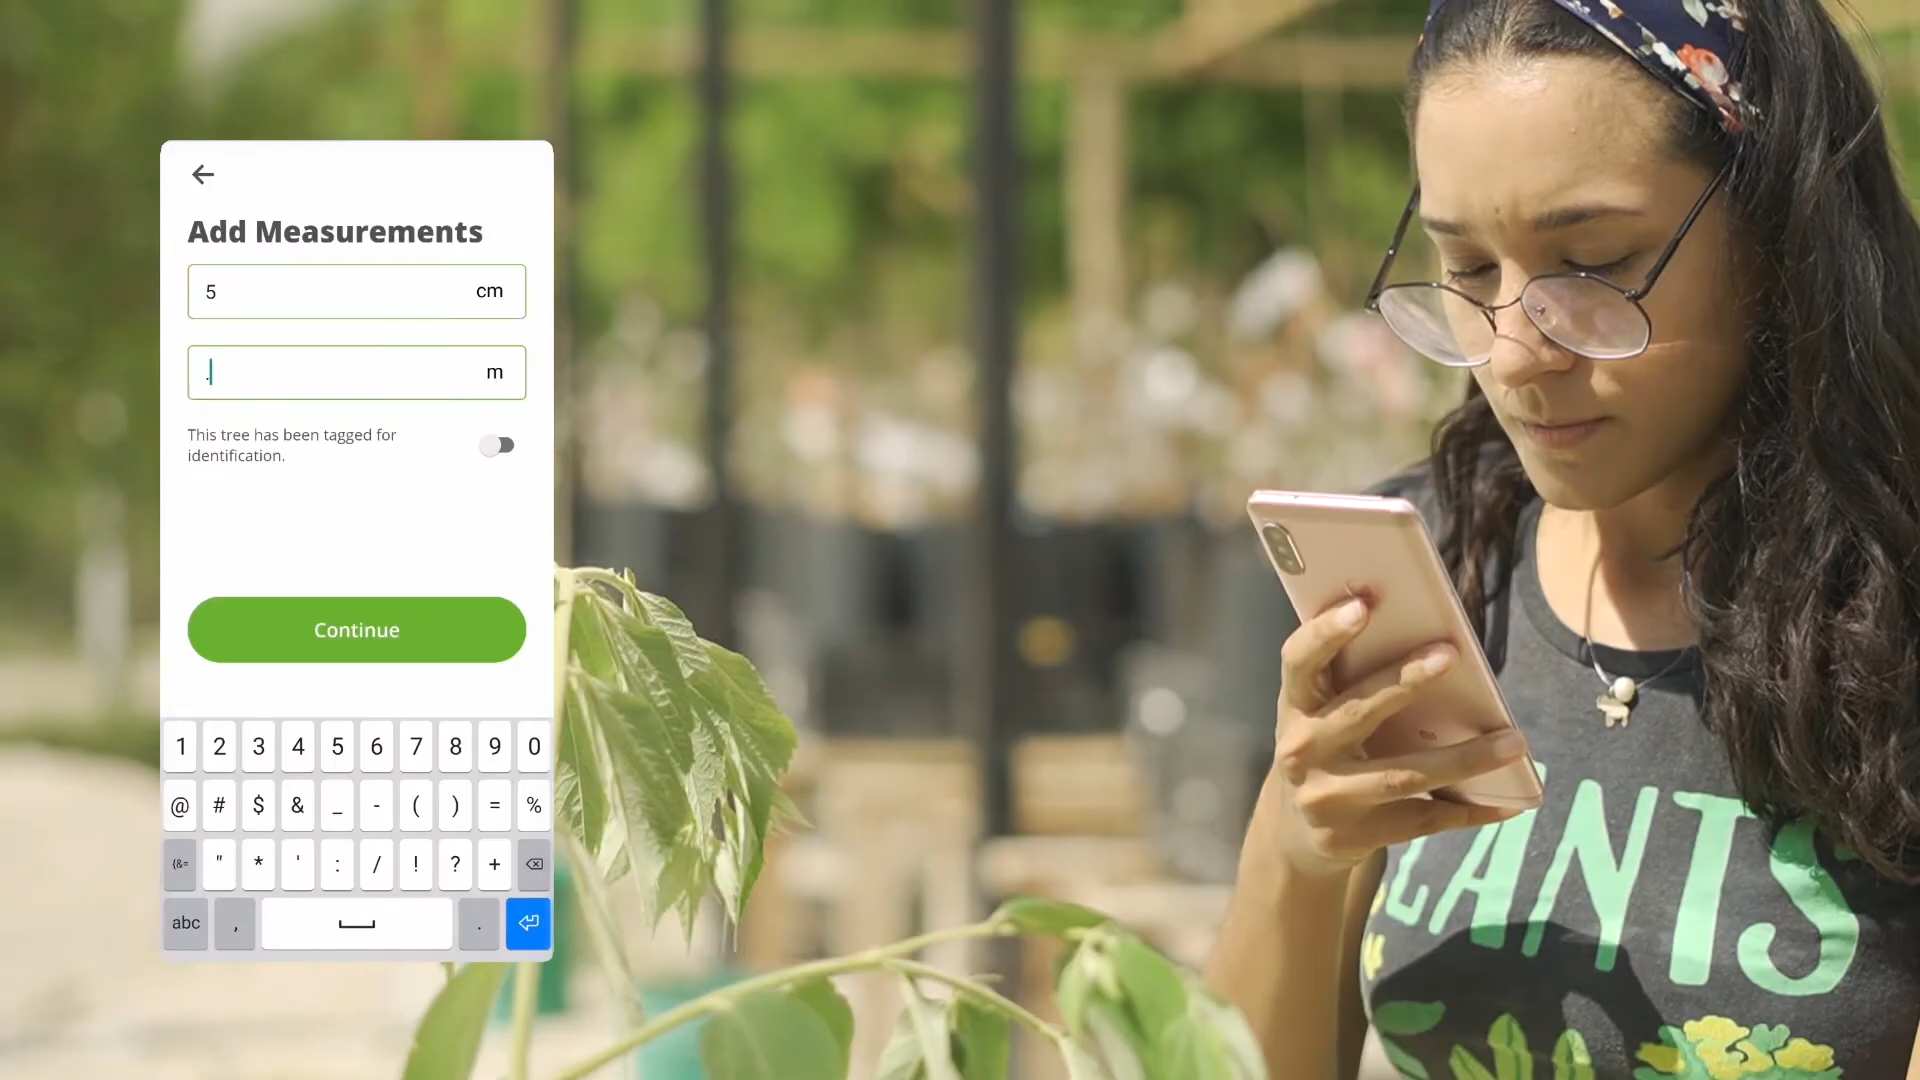 Add Measurements
5 cm
. m
This tree has been tagged for
identification.
Continue
1 2 3 4 5 6 7 8 9 0
@ # $ & _ - ( ) = %
{&= " * ' : / ! ? +
abc , .
PLANTS